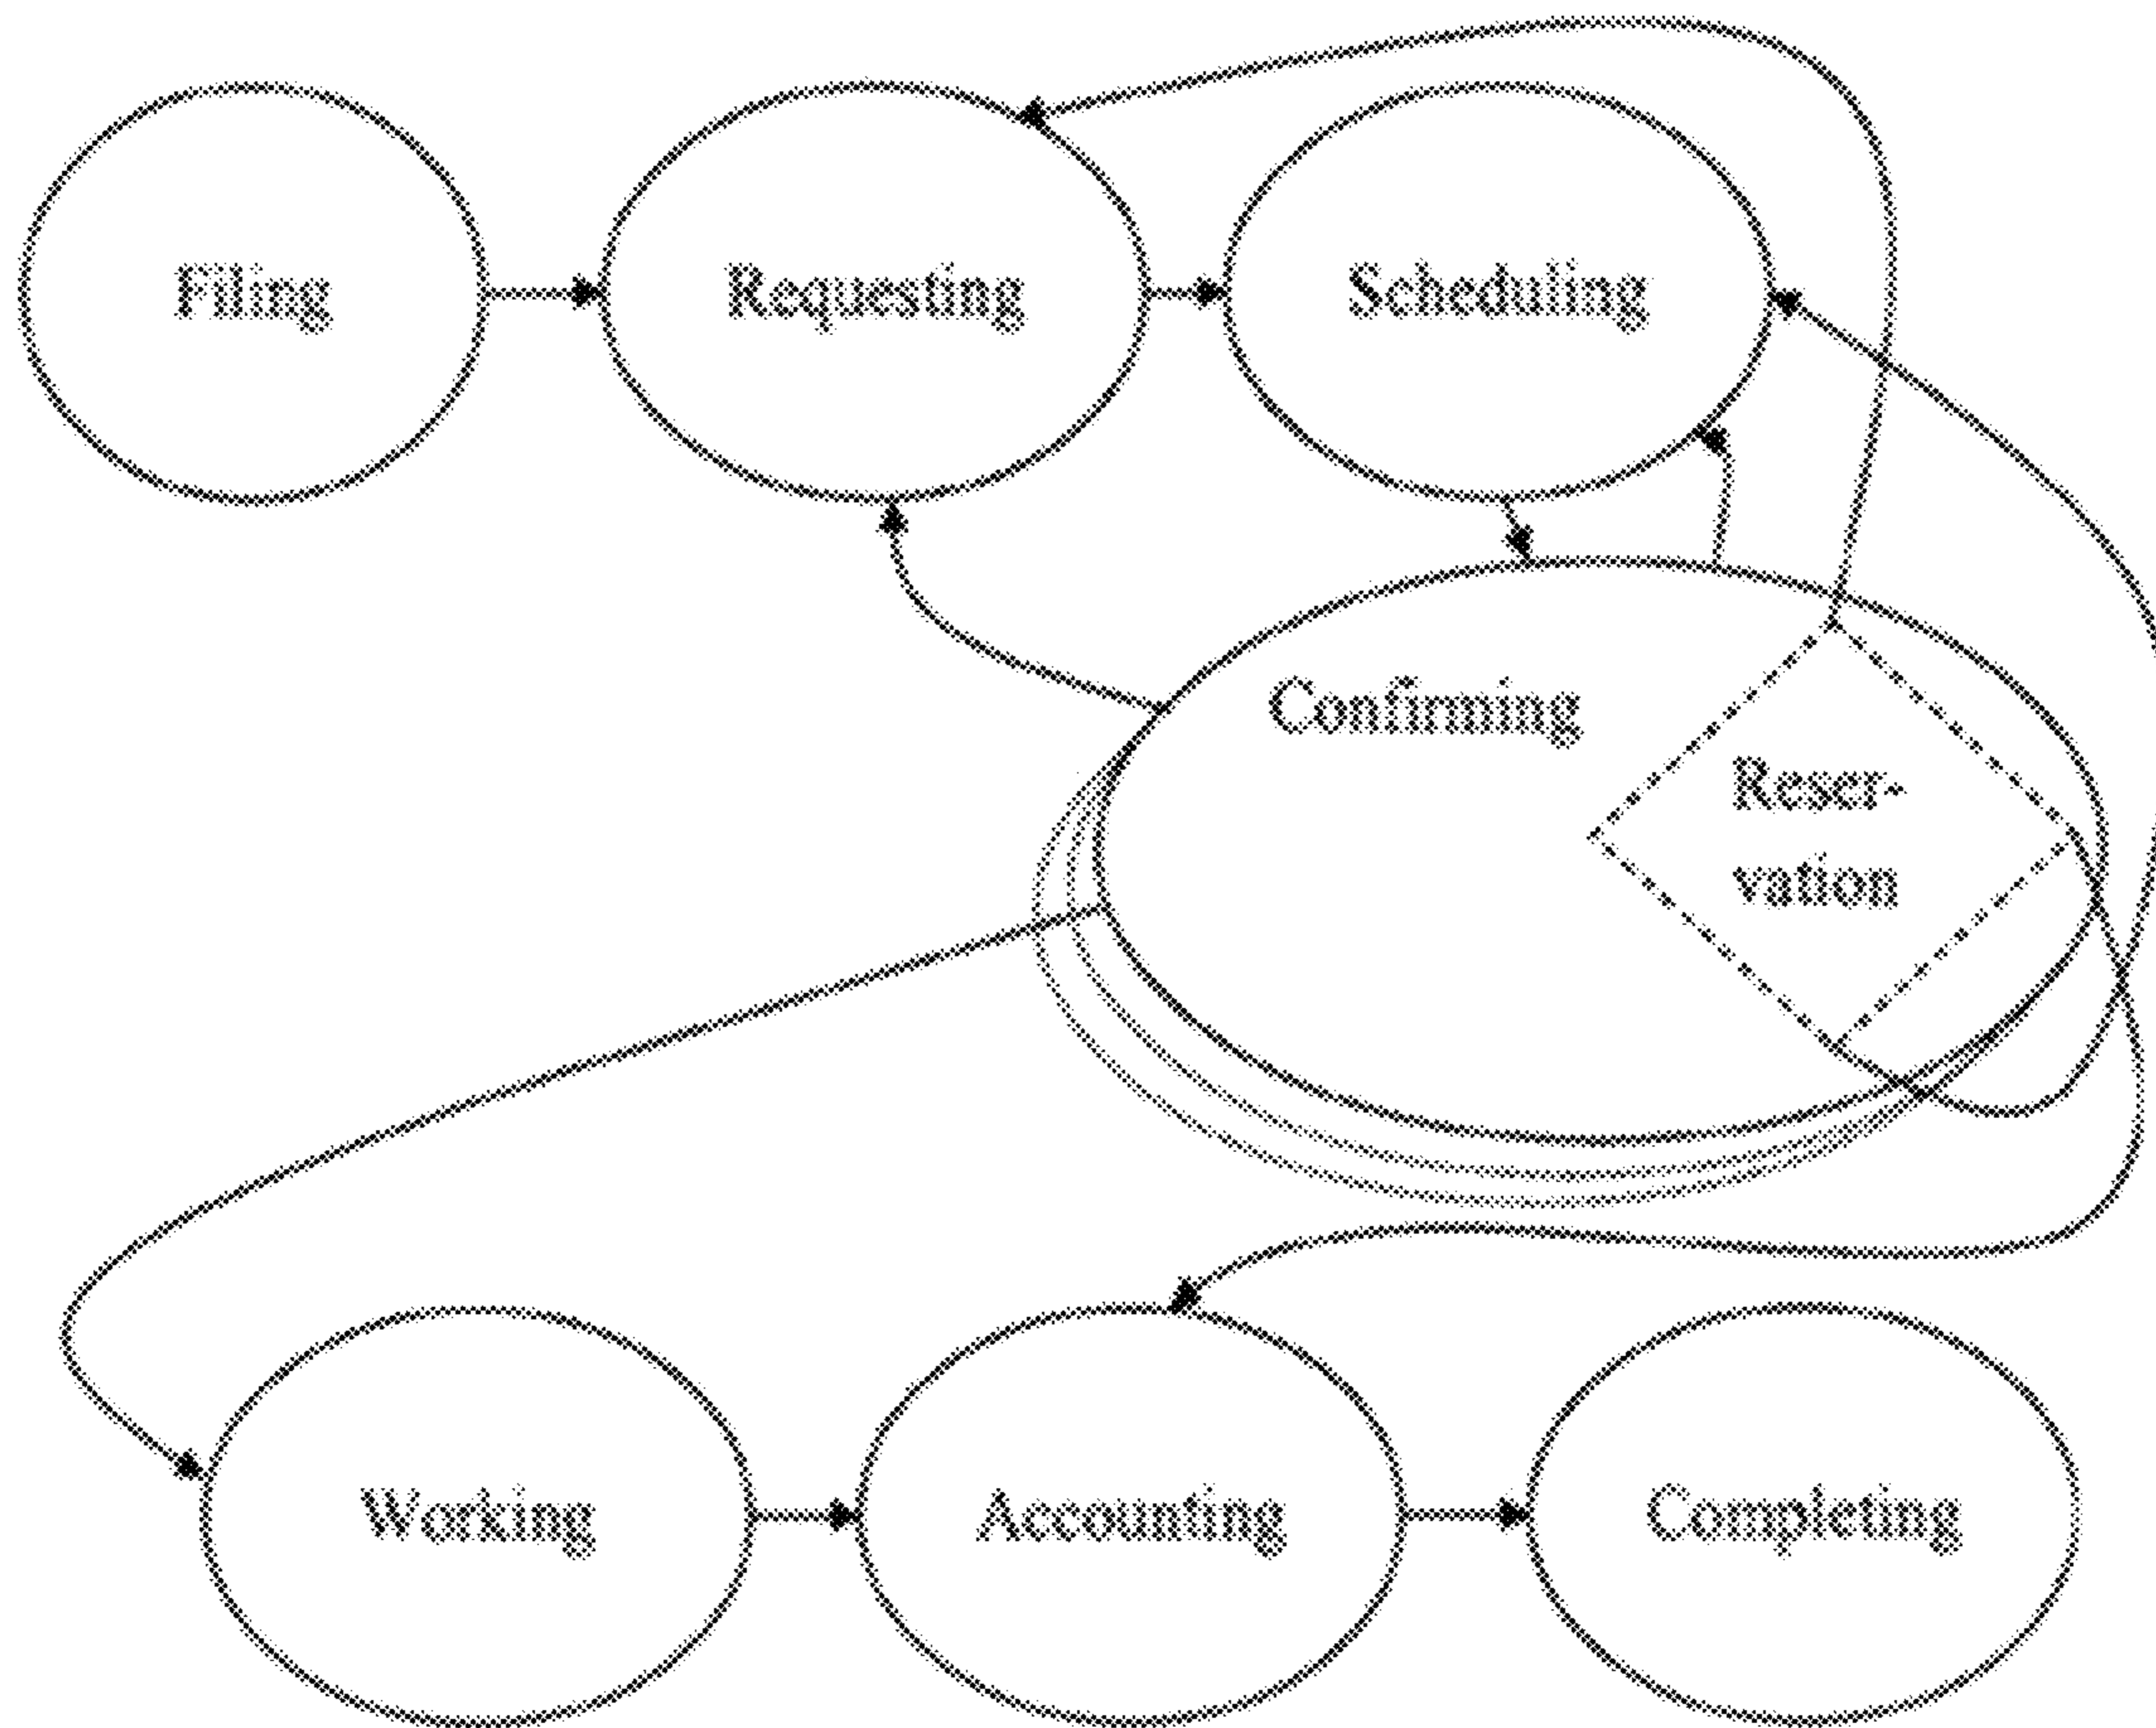 Filing
Requesting
Scheduling
Confirming
Reser-
vation
Working
Accounting
Completing